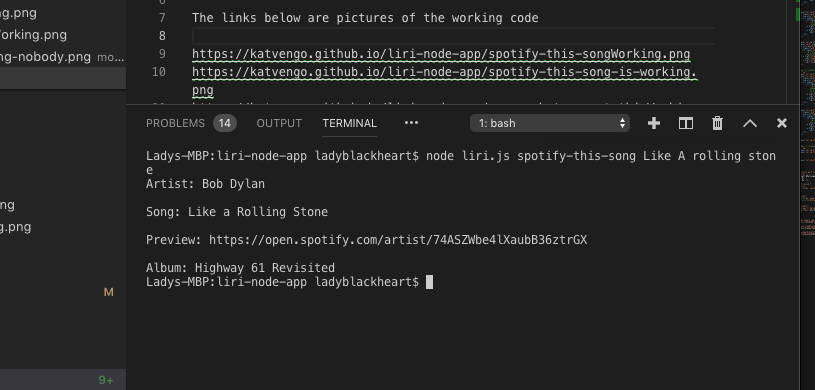 g.png
orking.png
ng-nobody.png mo...
ng
g.png
M
9+
7 The links below are pictures of the working code
8
9 https://katvengo.github.io/liri-node-app/spotify-this-songWorking.png
10 https://katvengo.github.io/liri-node-app/spotify-this-song-is-working.
png
PROBLEMS 14 OUTPUT TERMINAL ••• 1: bash
Ladys-MBP:liri-node-app ladyblackheart$ node liri.js spotify-this-song Like A rolling ston
e
Artist: Bob Dylan
Song: Like a Rolling Stone
Preview: https://open.spotify.com/artist/74ASZWbe4lXaubB36ztrGX
Album: Highway 61 Revisited
Ladys-MBP:liri-node-app ladyblackheart$